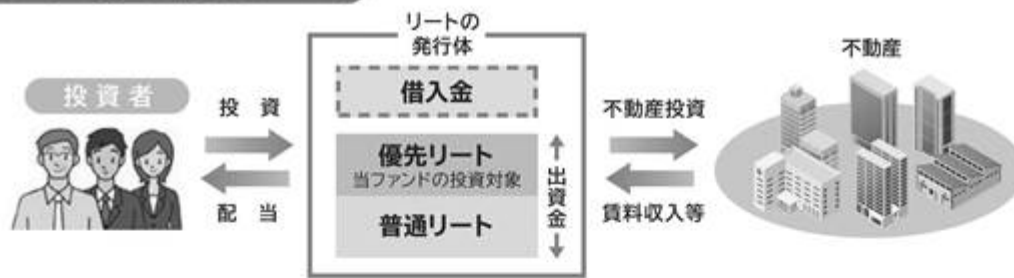 リートの
発行体
不動産
投資者
投 資
借入金
不動産投資
優先リート
当ファンドの投資対象
出資金
配 当
普通リート
賃料収入等